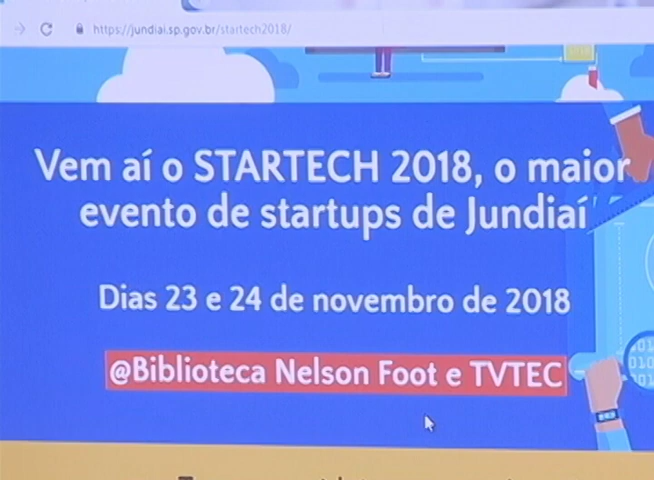 https://jundiai.sp.gov.br/startech2018/
Vem aí o STARTECH 2018, o maior
evento de startups de Jundiaí
Dias 23 e 24 de novembro de 2018
@Biblioteca Nelson Foot e TVTEC